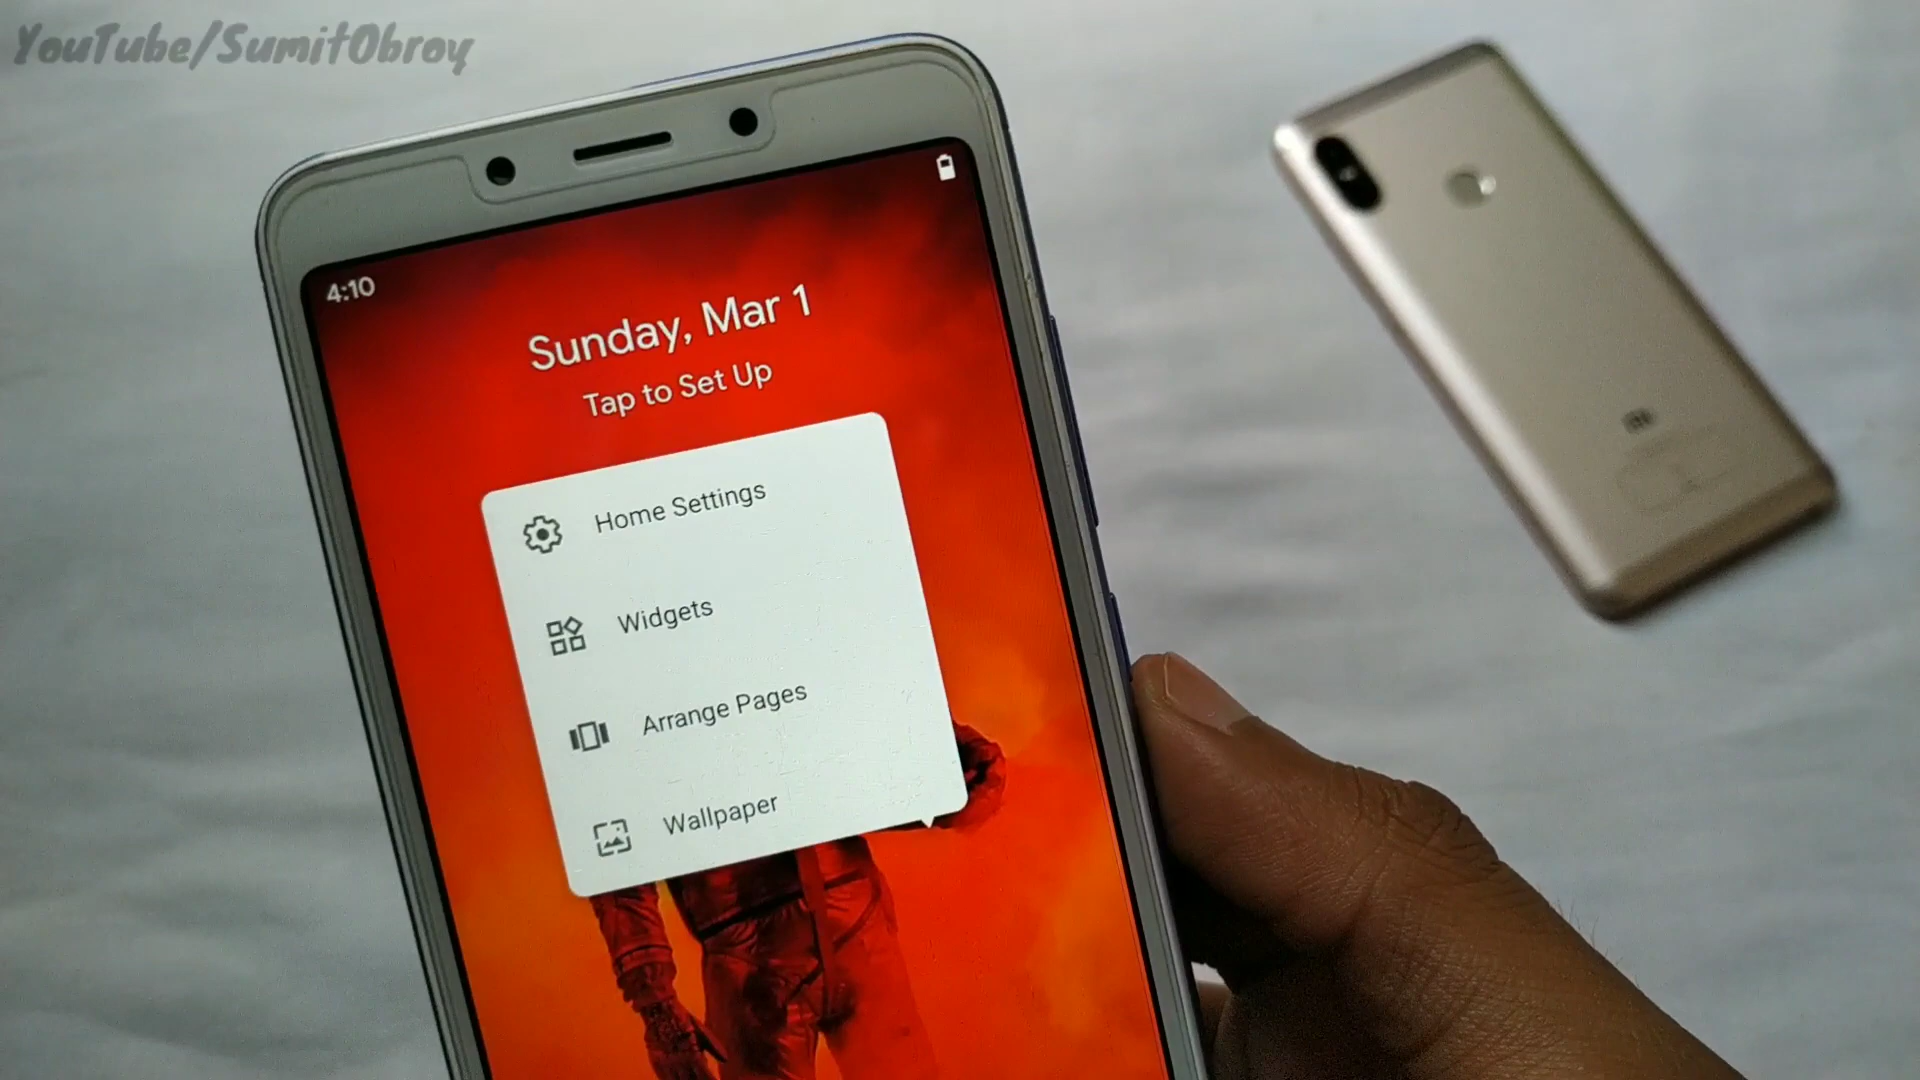 YouTube/SumitObroy
4:10
Sunday, Mar 1
Tap to Set Up
Home Settings
Widgets
Arrange Pages
Wallpaper